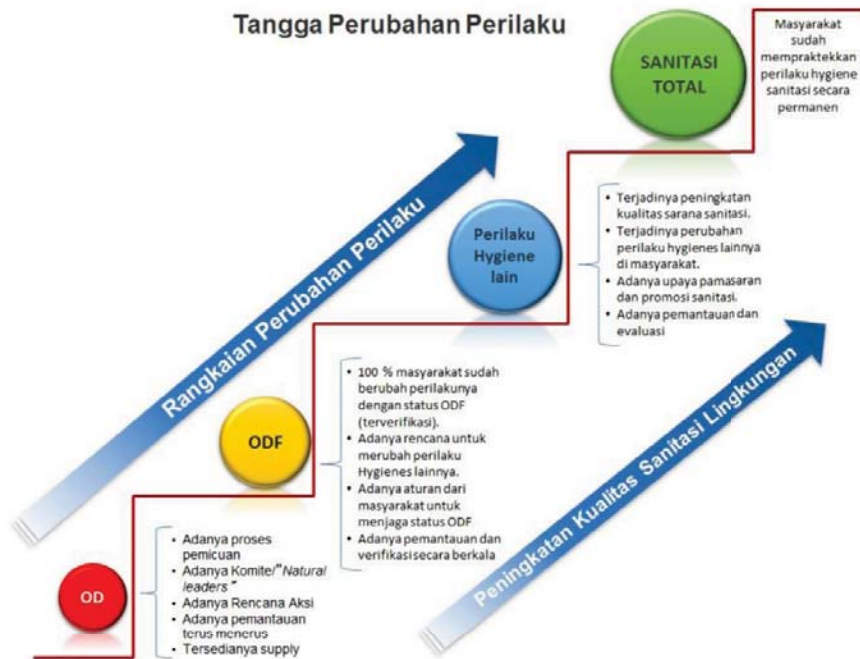 Tangga Perubahan Perilaku
SANITASI
TOTAL
Masyarakat
sudah
mempraktekkan
perilaku hygiene
sanitasi secara
permanen
Rangkaian Perubahan Perilaku
Perilaku
Hygiene
lain
• Terjadinya peningkatan
kualitas sarana sanitasi.
• Terjadinya perubahan
perilaku hygienes lainnya
di masyarakat.
• Adanya upaya pamasaran
dan promosi sanitasi.
• Adanya pemantauan dan
evaluasi
ODF
• 100 % masyarakat sudah
berubah perilakunya
dengan status ODF
(terverifikasi).
• Adanya rencana untuk
merubah perilaku
Hygienes lainnya.
• Adanya aturan dari
masyarakat untuk
menjaga status ODF
• Adanya pemantauan dan
verifikasi secara berkala
Peningkatan Kualitas Sanitasi Lingkungan
OD
• Adanya proses
pemicuan
• Adanya Komite/"Natural
leaders"
• Adanya Rencana Aksi
• Adanya pemantauan
terus menerus
• Tersedianya supply